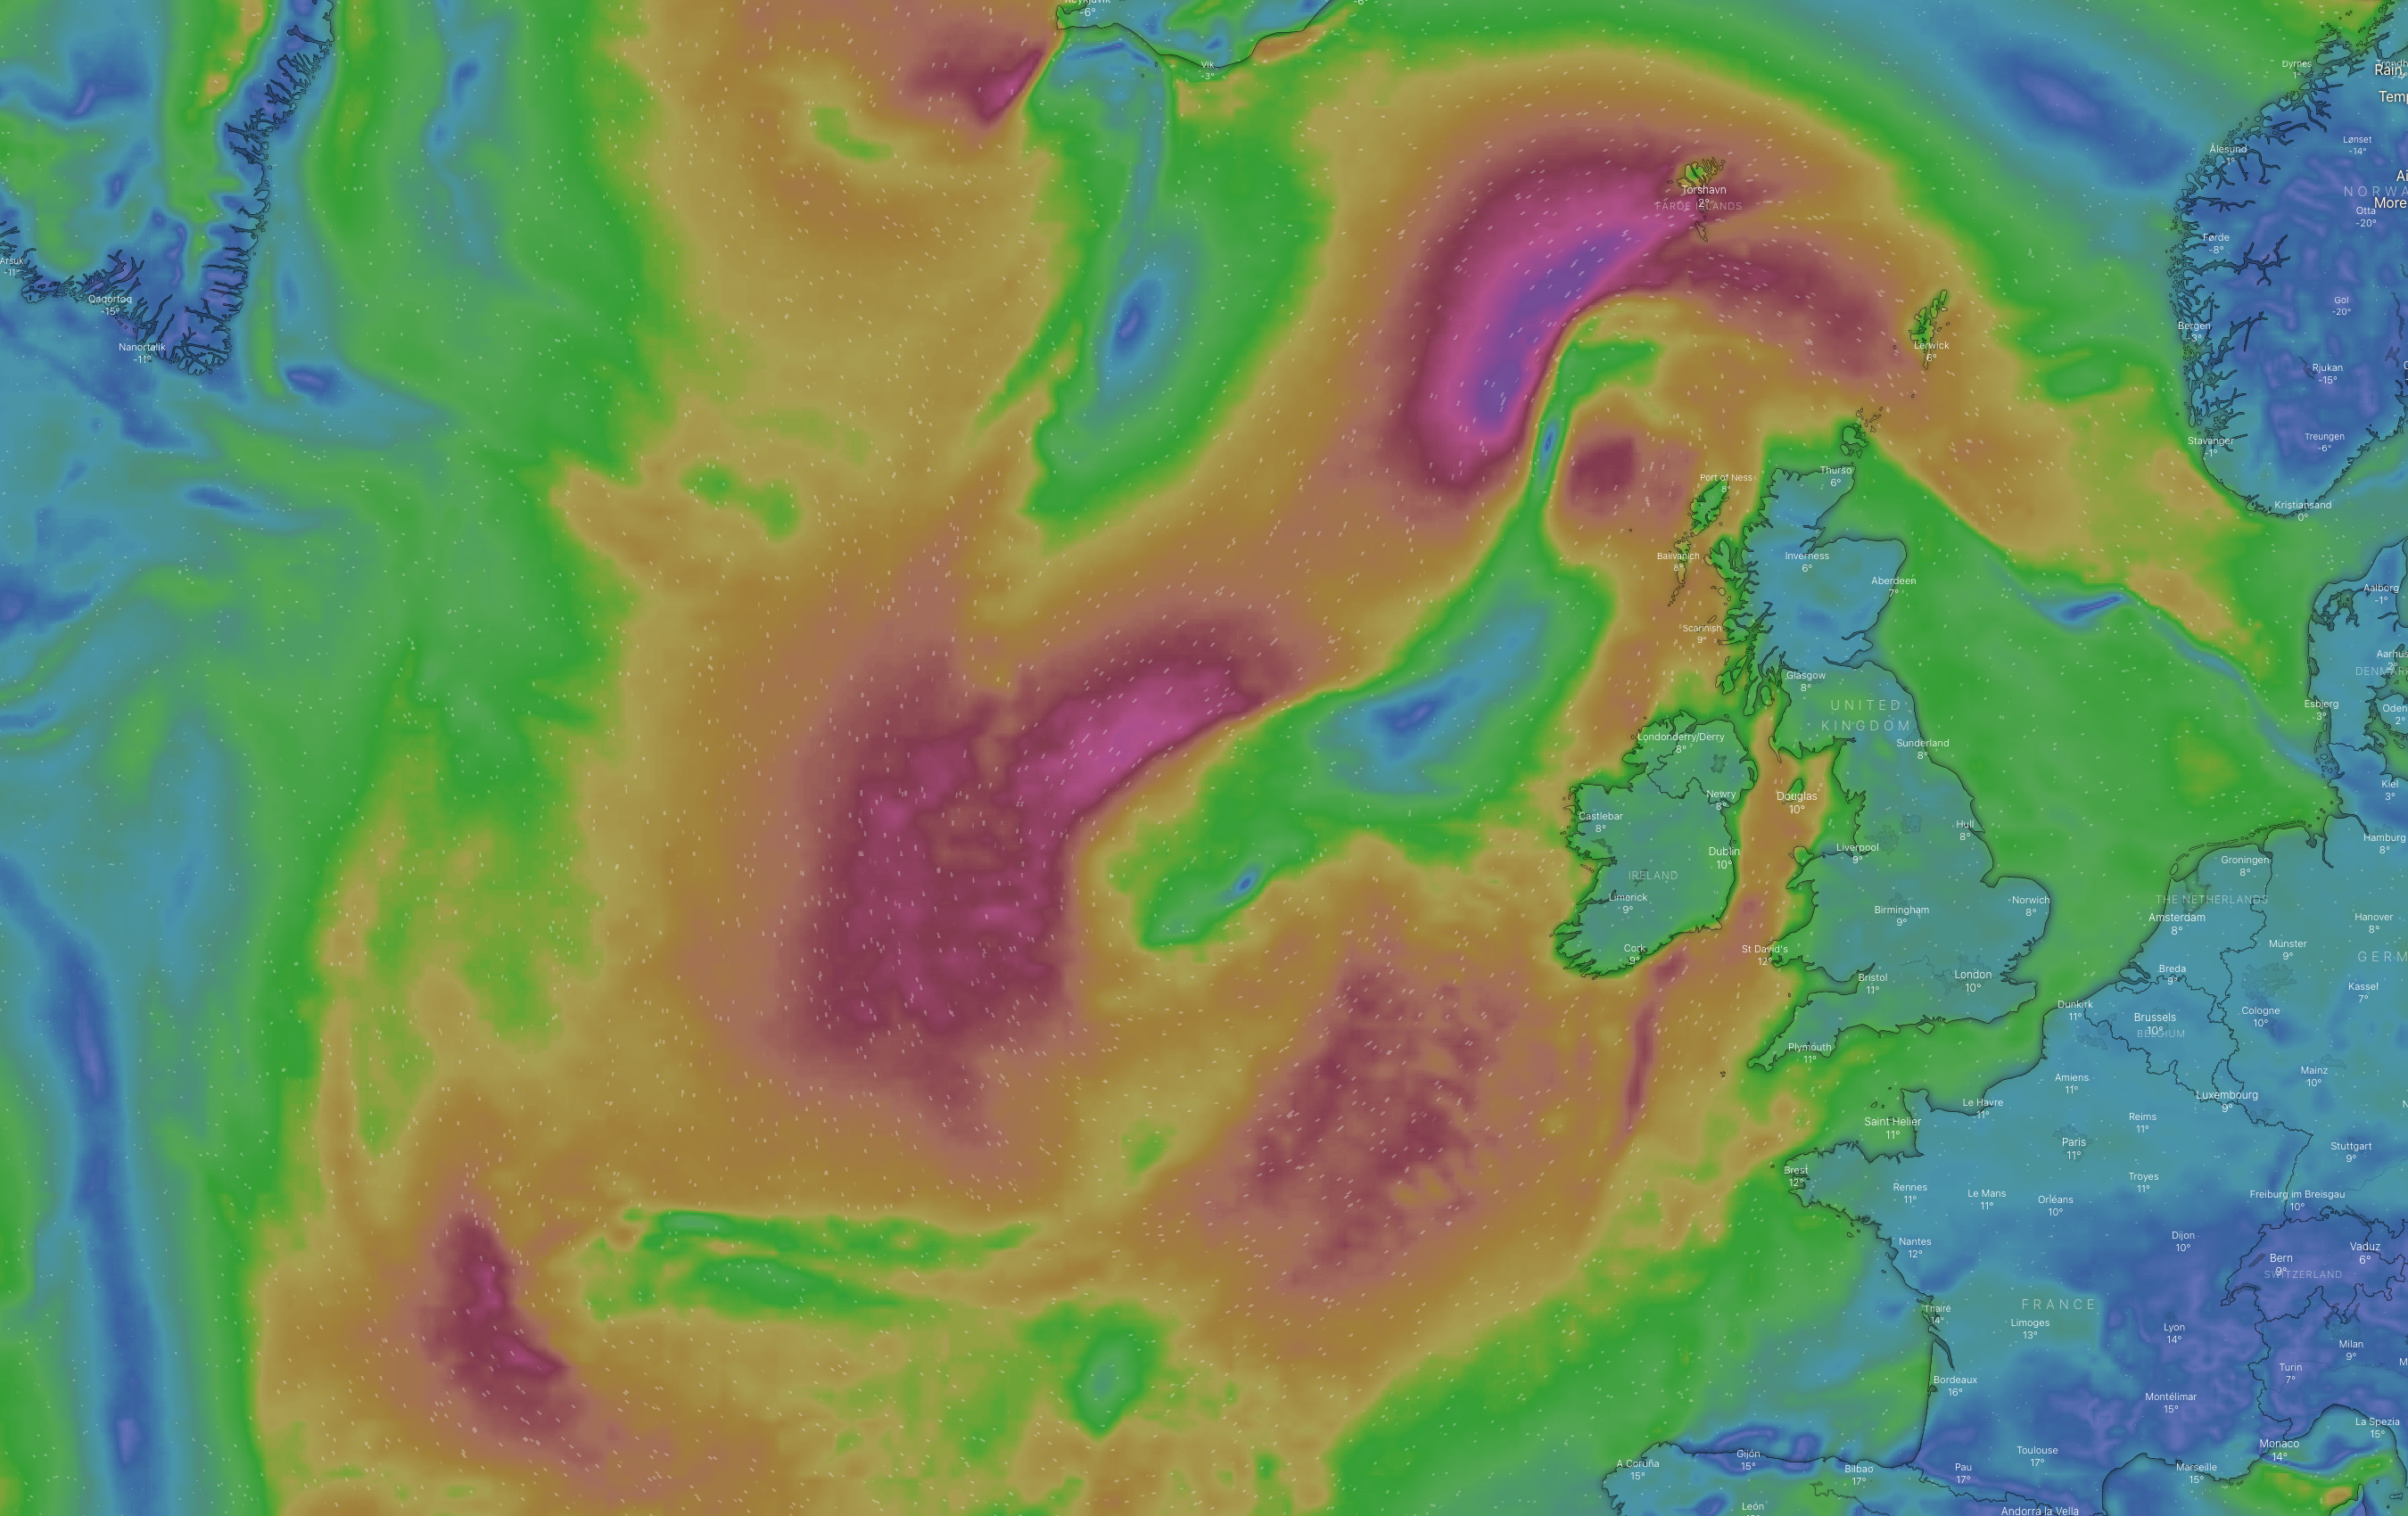 -6°
-6°
Vik
-3°
Dyrnes
1°
Rain,
Temp
Lønset
-14°
Ålesund
-1°
Tórshavn
2°
FAROE ISLANDS
NORWA
More
Otta
-20°
Førde
-8°
Arsuk
-11°
Qaqortoq
-15°
Nanortalik
-11°
Gol
-20°
Bergen
-3°
Lerwick
6°
Rjukan
-15°
Treungen
-6°
Stavanger
-1°
Thurso
6°
Port of Ness
8°
Kristiansand
0°
Balivanich
8°
Inverness
6°
Aberdeen
7°
Aalborg
-1°
Scarinish
9°
Aarhus
2°
DENMARK
Glasgow
8°
UNITED
KINGDOM
Esbjerg
3°
Oden
2°
Londonderry/Derry
8°
Sunderland
8°
Kiel
3°
Newry
8°
Douglas
10°
Castlebar
8°
Hull
8°
Hamburg
8°
Dublin
10°
Liverpool
9°
Groningen
8°
IRELAND
Limerick
9°
Birmingham
9°
Norwich
8°
THE NETHERLANDS
Amsterdam
8°
Hanover
8°
Cork
9°
St David's
12°
Münster
9°
GERM
Bristol
11°
London
10°
Breda
9°
Kassel
7°
Dunkirk
11°
Brussels
10°
BELGIUM
Cologne
10°
Plymouth
11°
Amiens
11°
Mainz
10°
Le Havre
11°
Luxembourg
9°
Saint Helier
11°
Reims
11°
Paris
11°
Stuttgart
9°
Brest
12°
Rennes
11°
Le Mans
11°
Orléans
10°
Troyes
11°
Freiburg im Breisgau
10°
Nantes
12°
Dijon
10°
Bern
9°
Vaduz
6°
SWITZERLAND
Thairé
14°
FRANCE
Limoges
13°
Lyon
14°
Milan
9°
Turin
7°
Bordeaux
16°
Montélimar
15°
La Spezia
15°
A Coruña
15°
Gijón
15°
Bilbao
17°
Pau
17°
Toulouse
17°
Marseille
15°
Monaco
14°
León
Andorra la Vella